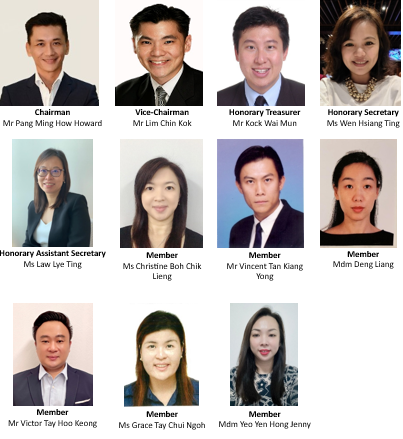 Chairman
Mr Pang Ming How Howard
Vice-Chairman
Mr Lim Chin Kok
Honorary Treasurer
Mr Kock Wai Mun
Honorary Secretary
Ms Wen Hsiang Ting
Honorary Assistant Secretary
Ms Law Lye Ting
Member
Ms Christine Boh Chik
Lieng
Member
Mr Vincent Tan Kiang
Yong
Member
Mdm Deng Liang
Member
Mr Victor Tay Hoo Keong
Member
Ms Grace Tay Chui Ngoh
Member
Mdm Yeo Yen Hong Jenny